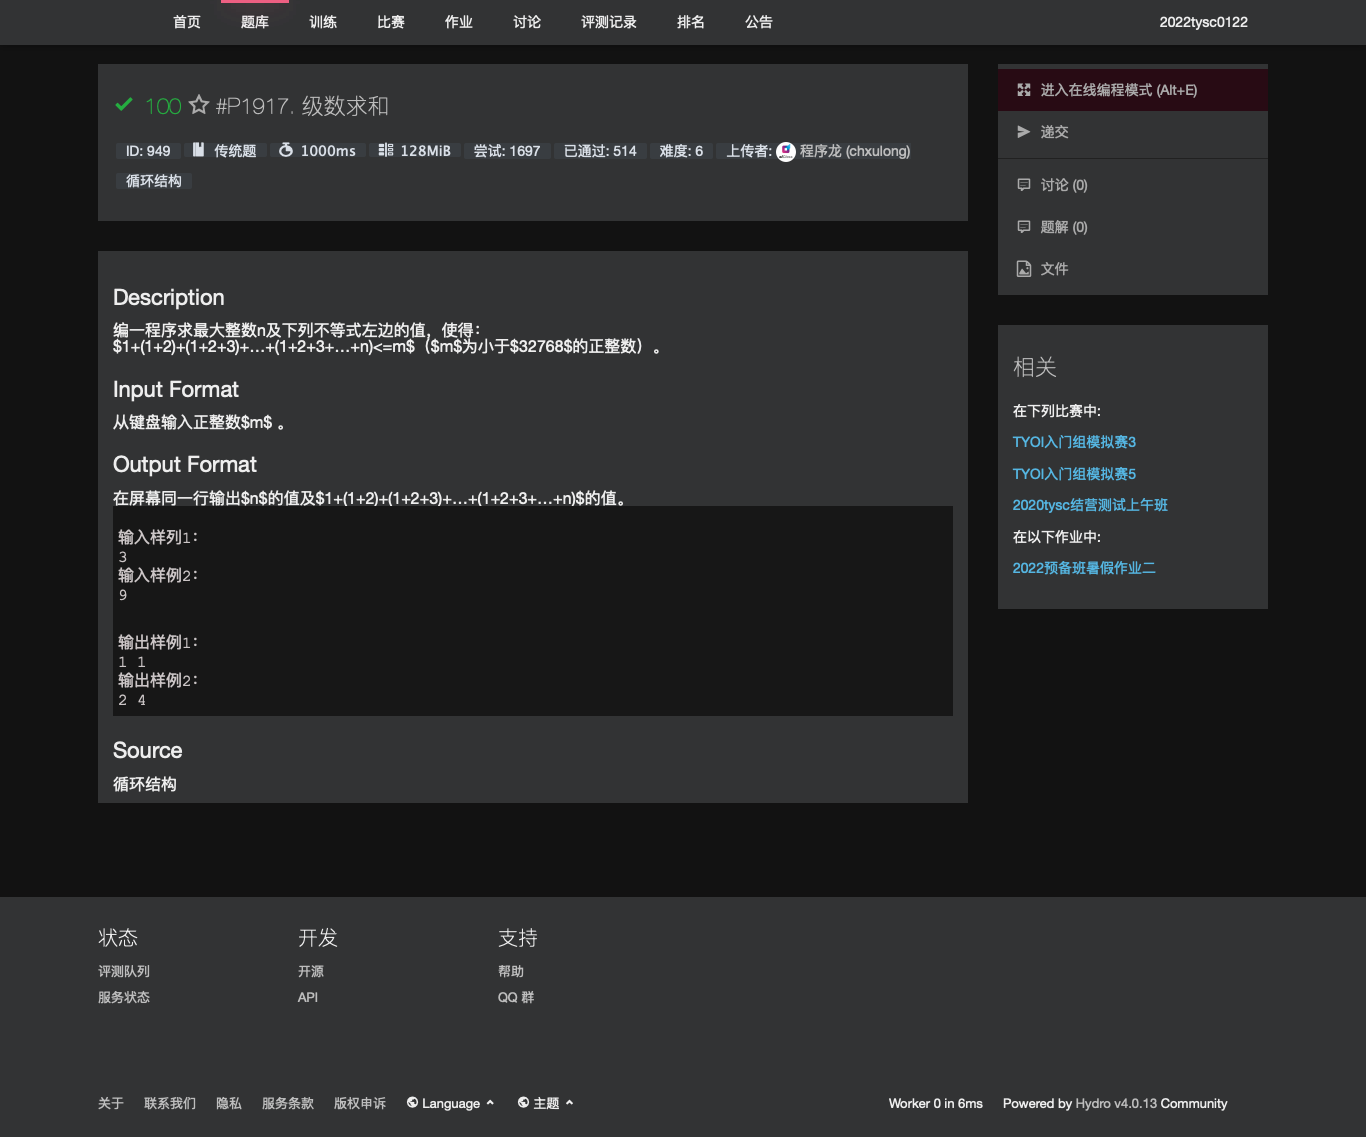 首页 题库 训练 比赛 作业 讨论 评测记录 排名 公告 2022tysc0122
100 #P1917. 级数求和
ID: 949 传统题 1000ms 128MiB 尝试: 1697 已通过: 514 难度: 6 上传者: 程序龙 (chxulong)
循环结构
Description
编一程序求最大整数n及下列不等式左边的值，使得：
$1+(1+2)+(1+2+3)+…+(1+2+3+…+n)<=m$（$m$为小于$32768$的正整数）。
Input Format
从键盘输入正整数$m$ 。
Output Format
在屏幕同一行输出$n$的值及$1+(1+2)+(1+2+3)+…+(1+2+3+…+n)$的值。
输入样列1：
3
输入样例2：
9
输出样例1：
1 1
输出样例2：
2 4
Source
循环结构
进入在线编程模式 (Alt+E)
递交
讨论 (0)
题解 (0)
文件
相关
在下列比赛中:
TYOI入门组模拟赛3
TYOI入门组模拟赛5
2020tysc结营测试上午班
在以下作业中:
2022预备班暑假作业二
状态
评测队列
服务状态
开发
开源
API
支持
帮助
QQ 群
关于 联系我们 隐私 服务条款 版权申诉 Language 主题 Worker 0 in 6ms Powered by Hydro v4.0.13 Community